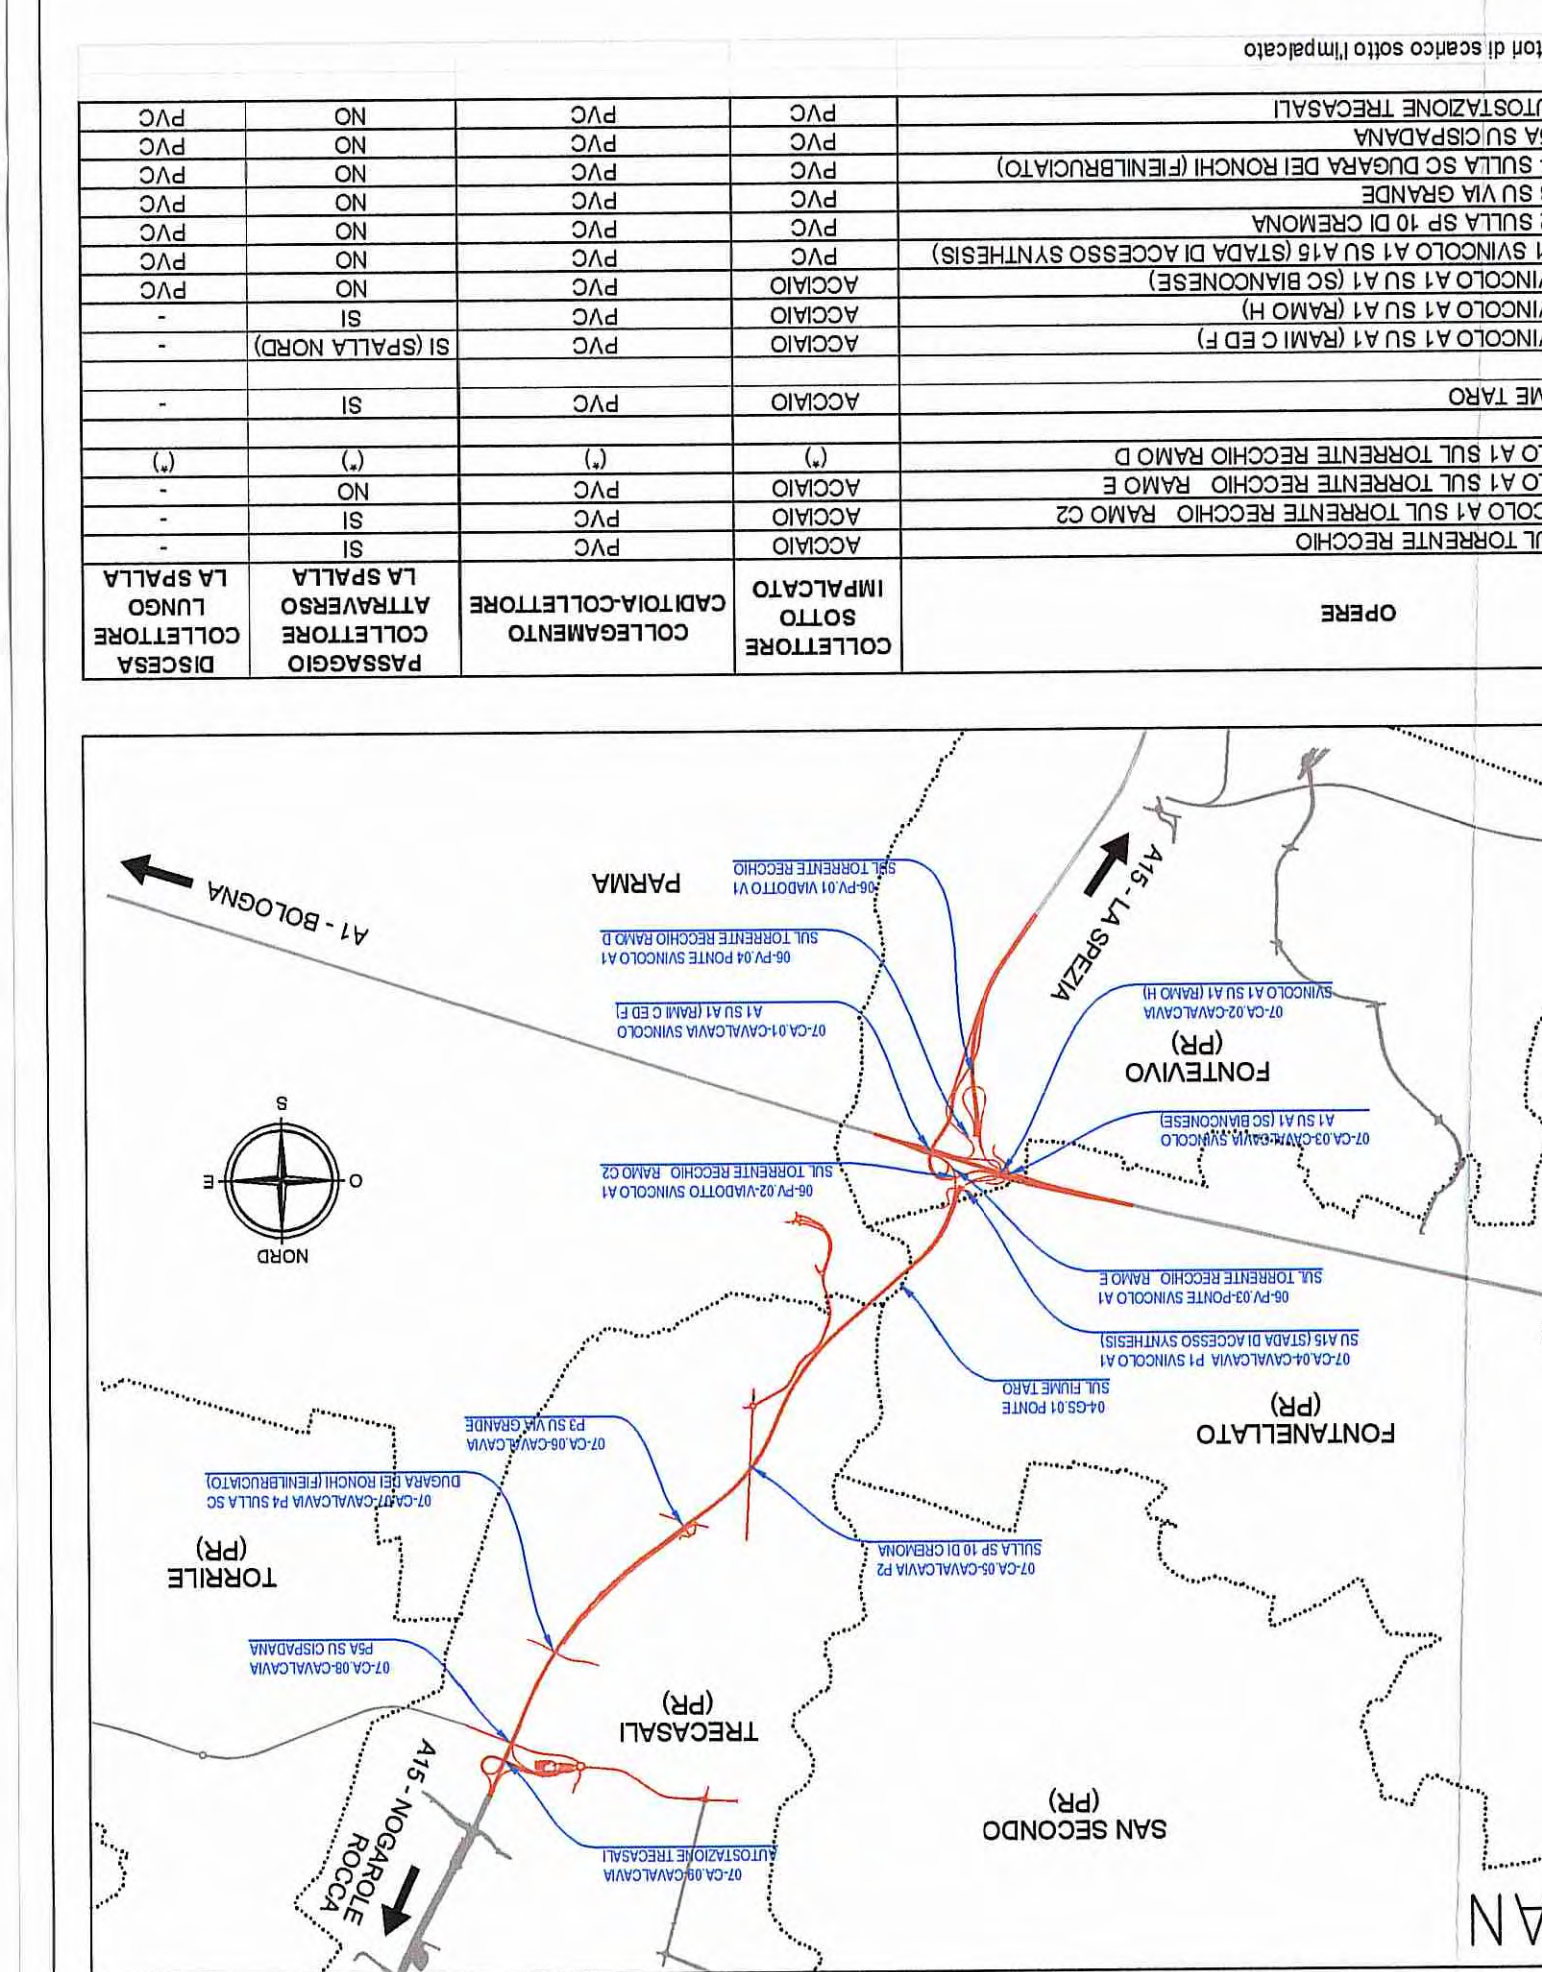 AN
A15 - NOGAROLE
ROCCA
07-CA.09-CAVALCAVIA
AUTOSTAZIONE TRECASALI
SAN SECONDO
(PR)
TRECASALI
(PR)
07-CA.08-CAVALCAVIA
P5A SU CISPADANA
TORRILE
(PR)
07-CA.05-CAVALCAVIA P2
SULLA SP 10 DI CREMONA
07-CA.07-CAVALCAVIA P4 SULLA SC
DUGARA DEI RONCHI (FIENILBRUCIATO)
07-CA.06-CAVALCAVIA
P3 SU VIA GRANDE
FONTANELLATO
(PR)
04-GS.01 PONTE
SUL FIUME TARO
07-CA.04-CAVALCAVIA P1 SVINCOLO A1
SU A15 (STADA DI ACCESSO SYNTHESIS)
06-PV.03-PONTE SVINCOLO A1
SUL TORRENTE RECCHIO RAMO E
NORD
O
E
S
06-PV.02-VIADOTTO SVINCOLO A1
SUL TORRENTE RECCHIO RAMO C2
07-CA.03-CAVALCAVIA SVINCOLO
A1 SU A1 (SC BIANCONESE)
FONTEVIVO
(PR)
07-CA.02-CAVALCAVIA
SVINCOLO A1 SU A1 (RAMO H)
07-CA.01-CAVALCAVIA SVINCOLO
A1 SU A1 (RAMI C ED F)
06-PV.04 PONTE SVINCOLO A1
SUL TORRENTE RECCHIO RAMO D
A15 - LA SPEZIA
A1 - BOLOGNA
06-PV.01 VIADOTTO V1
SUL TORRENTE RECCHIO
PARMA
OPERE
COLLETTORE
SOTTO
IMPALCATO
COLLEGAMENTO
CADITOIA-COLLETTORE
PASSAGGIO
COLLETTORE
ATTRAVERSO
LA SPALLA
DISCESA
COLLETTORE
LUNGO
LA SPALLA
UL TORRENTE RECCHIO ACCIAIO PVC SI -
COLO A1 SUL TORRENTE RECCHIO RAMO C2 ACCIAIO PVC SI -
LO A1 SUL TORRENTE RECCHIO RAMO E ACCIAIO PVC NO -
LO A1 SUL TORRENTE RECCHIO RAMO D (*) (*) (*) (*)
ME TARO ACCIAIO PVC SI -
VINCOLO A1 SU A1 (RAMI C ED F) ACCIAIO PVC SI (SPALLA NORD) -
VINCOLO A1 SU A1 (RAMO H) ACCIAIO PVC SI -
VINCOLO A1 SU A1 (SC BIANCONESE) ACCIAIO PVC NO PVC
1 SVINCOLO A1 SU A15 (STADA DI ACCESSO SYNTHESIS) PVC PVC NO PVC
2 SULLA SP 10 DI CREMONA PVC PVC NO PVC
3 SU VIA GRANDE PVC PVC NO PVC
SULLA SC DUGARA DEI RONCHI (FIENILBRUCIATO) PVC PVC NO PVC
5A SU CISPADANA PVC PVC NO PVC
UTOSTAZIONE TRECASALI PVC PVC NO PVC
tori di scarico sotto l'impalcato